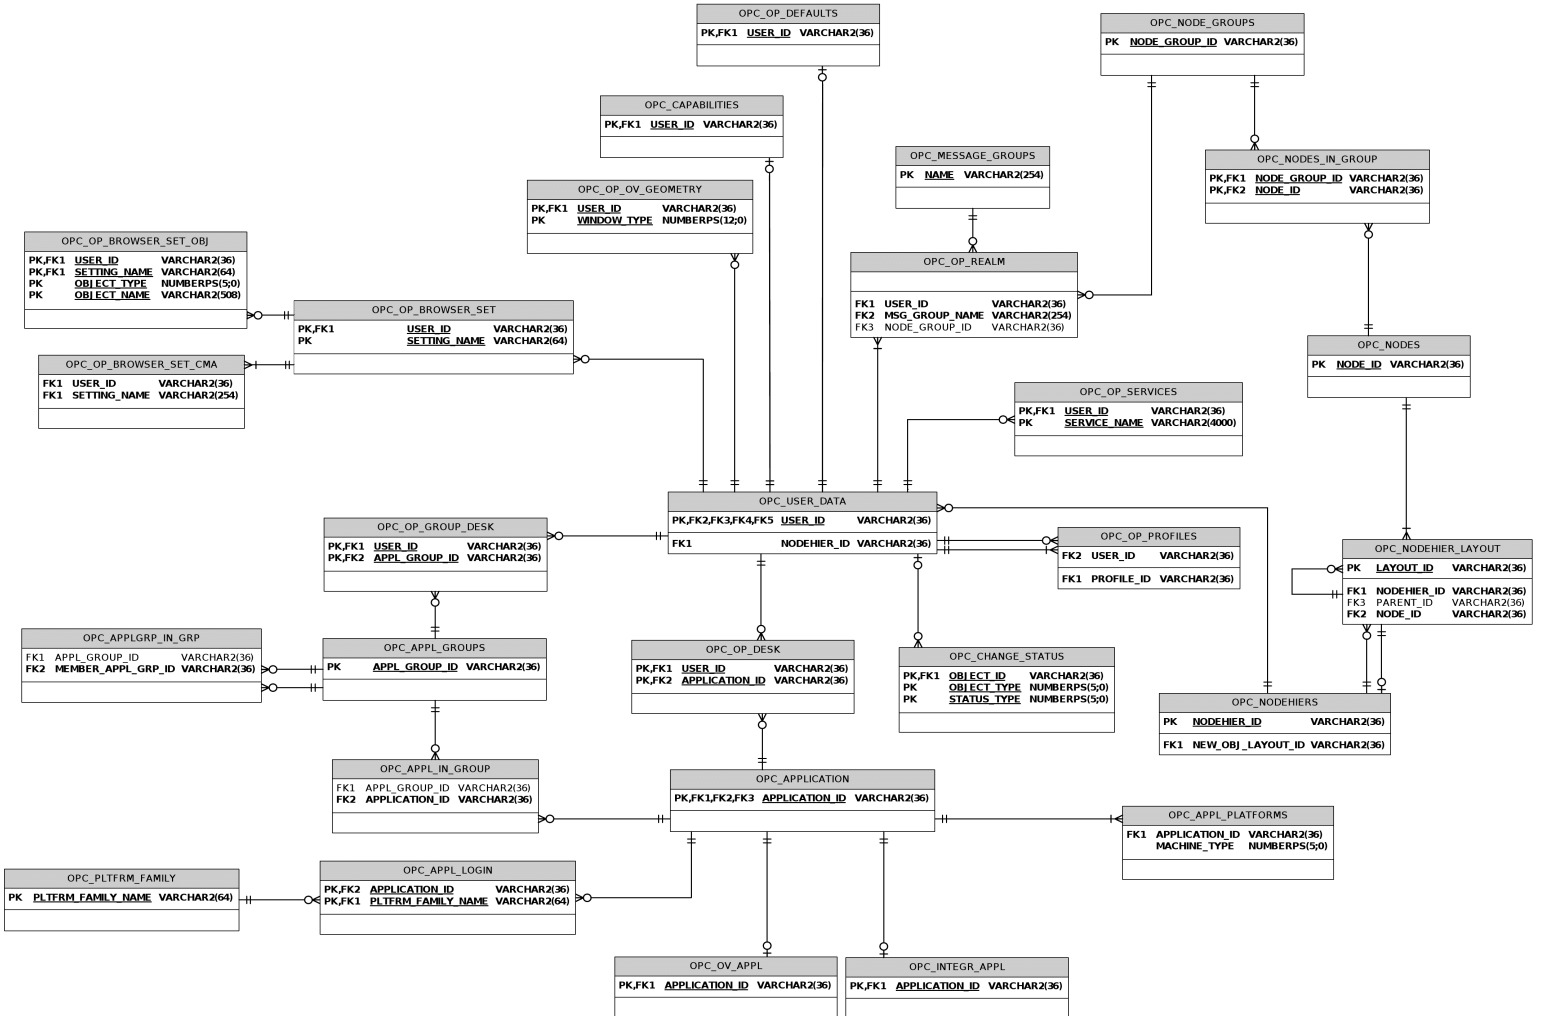 OPC_OP_DEFAULTS
PK,FK1 USER_ID VARCHAR2(36)
OPC_NODE_GROUPS
PK NODE_GROUP_ID VARCHAR2(36)
OPC_CAPABILITIES
PK,FK1 USER_ID VARCHAR2(36)
OPC_MESSAGE_GROUPS
PK NAME VARCHAR2(254)
OPC_NODES_IN_GROUP
PK,FK1 NODE_GROUP_ID VARCHAR2(36)
PK,FK2 NODE_ID VARCHAR2(36)
OPC_OP_OV_GEOMETRY
PK,FK1 USER_ID VARCHAR2(36)
PK WINDOW_TYPE NUMBERPS(12;0)
OPC_OP_BROWSER_SET_OBJ
PK,FK1 USER_ID VARCHAR2(36)
PK,FK1 SETTING_NAME VARCHAR2(64)
PK OBJECT_TYPE NUMBERPS(5;0)
PK OBJECT_NAME VARCHAR2(508)
OPC_OP_REALM
FK1 USER_ID VARCHAR2(36)
FK2 MSG_GROUP_NAME VARCHAR2(254)
FK3 NODE_GROUP_ID VARCHAR2(36)
OPC_OP_BROWSER_SET
PK,FK1 USER_ID VARCHAR2(36)
PK SETTING_NAME VARCHAR2(64)
OPC_NODES
PK NODE_ID VARCHAR2(36)
OPC_OP_BROWSER_SET_CMA
FK1 USER_ID VARCHAR2(36)
FK1 SETTING_NAME VARCHAR2(254)
OPC_OP_SERVICES
PK,FK1 USER_ID VARCHAR2(36)
PK SERVICE_NAME VARCHAR2(4000)
OPC_USER_DATA
PK,FK2,FK3,FK4,FK5 USER_ID VARCHAR2(36)
FK1 NODEHIER_ID VARCHAR2(36)
OPC_OP_GROUP_DESK
PK,FK1 USER_ID VARCHAR2(36)
PK,FK2 APPL_GROUP_ID VARCHAR2(36)
OPC_OP_PROFILES
FK2 USER_ID VARCHAR2(36)
FK1 PROFILE_ID VARCHAR2(36)
OPC_NODEHIER_LAYOUT
PK LAYOUT_ID VARCHAR2(36)
FK1 NODEHIER_ID VARCHAR2(36)
FK3 PARENT_ID VARCHAR2(36)
FK2 NODE_ID VARCHAR2(36)
OPC_APPLGRP_IN_GRP
FK1 APPL_GROUP_ID VARCHAR2(36)
FK2 MEMBER_APPL_GRP_ID VARCHAR2(36)
OPC_APPL_GROUPS
PK APPL_GROUP_ID VARCHAR2(36)
OPC_OP_DESK
PK,FK1 USER_ID VARCHAR2(36)
PK,FK2 APPLICATION_ID VARCHAR2(36)
OPC_CHANGE_STATUS
PK,FK1 OBJECT_ID VARCHAR2(36)
PK OBJECT_TYPE NUMBERPS(5;0)
PK STATUS_TYPE NUMBERPS(5;0)
OPC_NODEHIERS
PK NODEHIER_ID VARCHAR2(36)
FK1 NEW_OBJ_LAYOUT_ID VARCHAR2(36)
OPC_APPL_IN_GROUP
FK1 APPL_GROUP_ID VARCHAR2(36)
FK2 APPLICATION_ID VARCHAR2(36)
OPC_APPLICATION
PK,FK1,FK2,FK3 APPLICATION_ID VARCHAR2(36)
OPC_APPL_PLATFORMS
FK1 APPLICATION_ID VARCHAR2(36)
MACHINE_TYPE NUMBERPS(5;0)
OPC_PLTFRM_FAMILY
PK PLTFRM_FAMILY_NAME VARCHAR2(64)
OPC_APPL_LOGIN
PK,FK2 APPLICATION_ID VARCHAR2(36)
PK,FK1 PLTFRM_FAMILY_NAME VARCHAR2(64)
OPC_OV_APPL
PK,FK1 APPLICATION_ID VARCHAR2(36)
OPC_INTEGR_APPL
PK,FK1 APPLICATION_ID VARCHAR2(36)